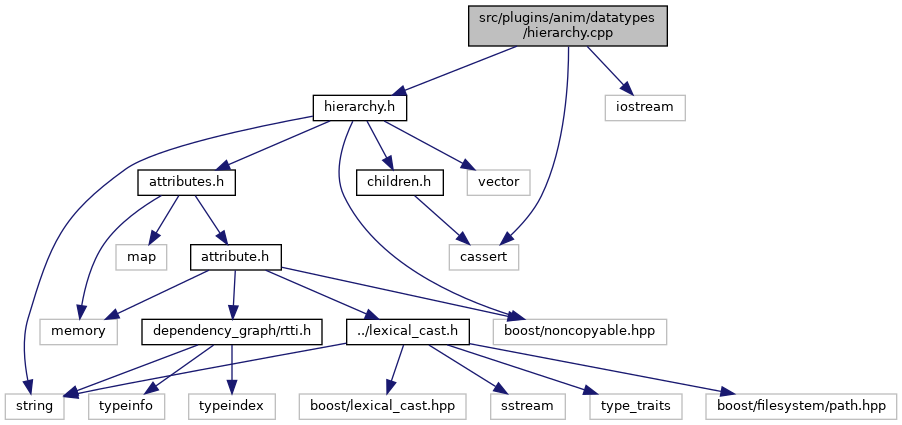 src/plugins/anim/datatypes
/hierarchy.cpp
hierarchy.h
iostream
attributes.h
children.h
vector
map
attribute.h
cassert
memory
dependency_graph/rtti.h
../lexical_cast.h
boost/noncopyable.hpp
string
typeinfo
typeindex
boost/lexical_cast.hpp
sstream
type_traits
boost/filesystem/path.hpp